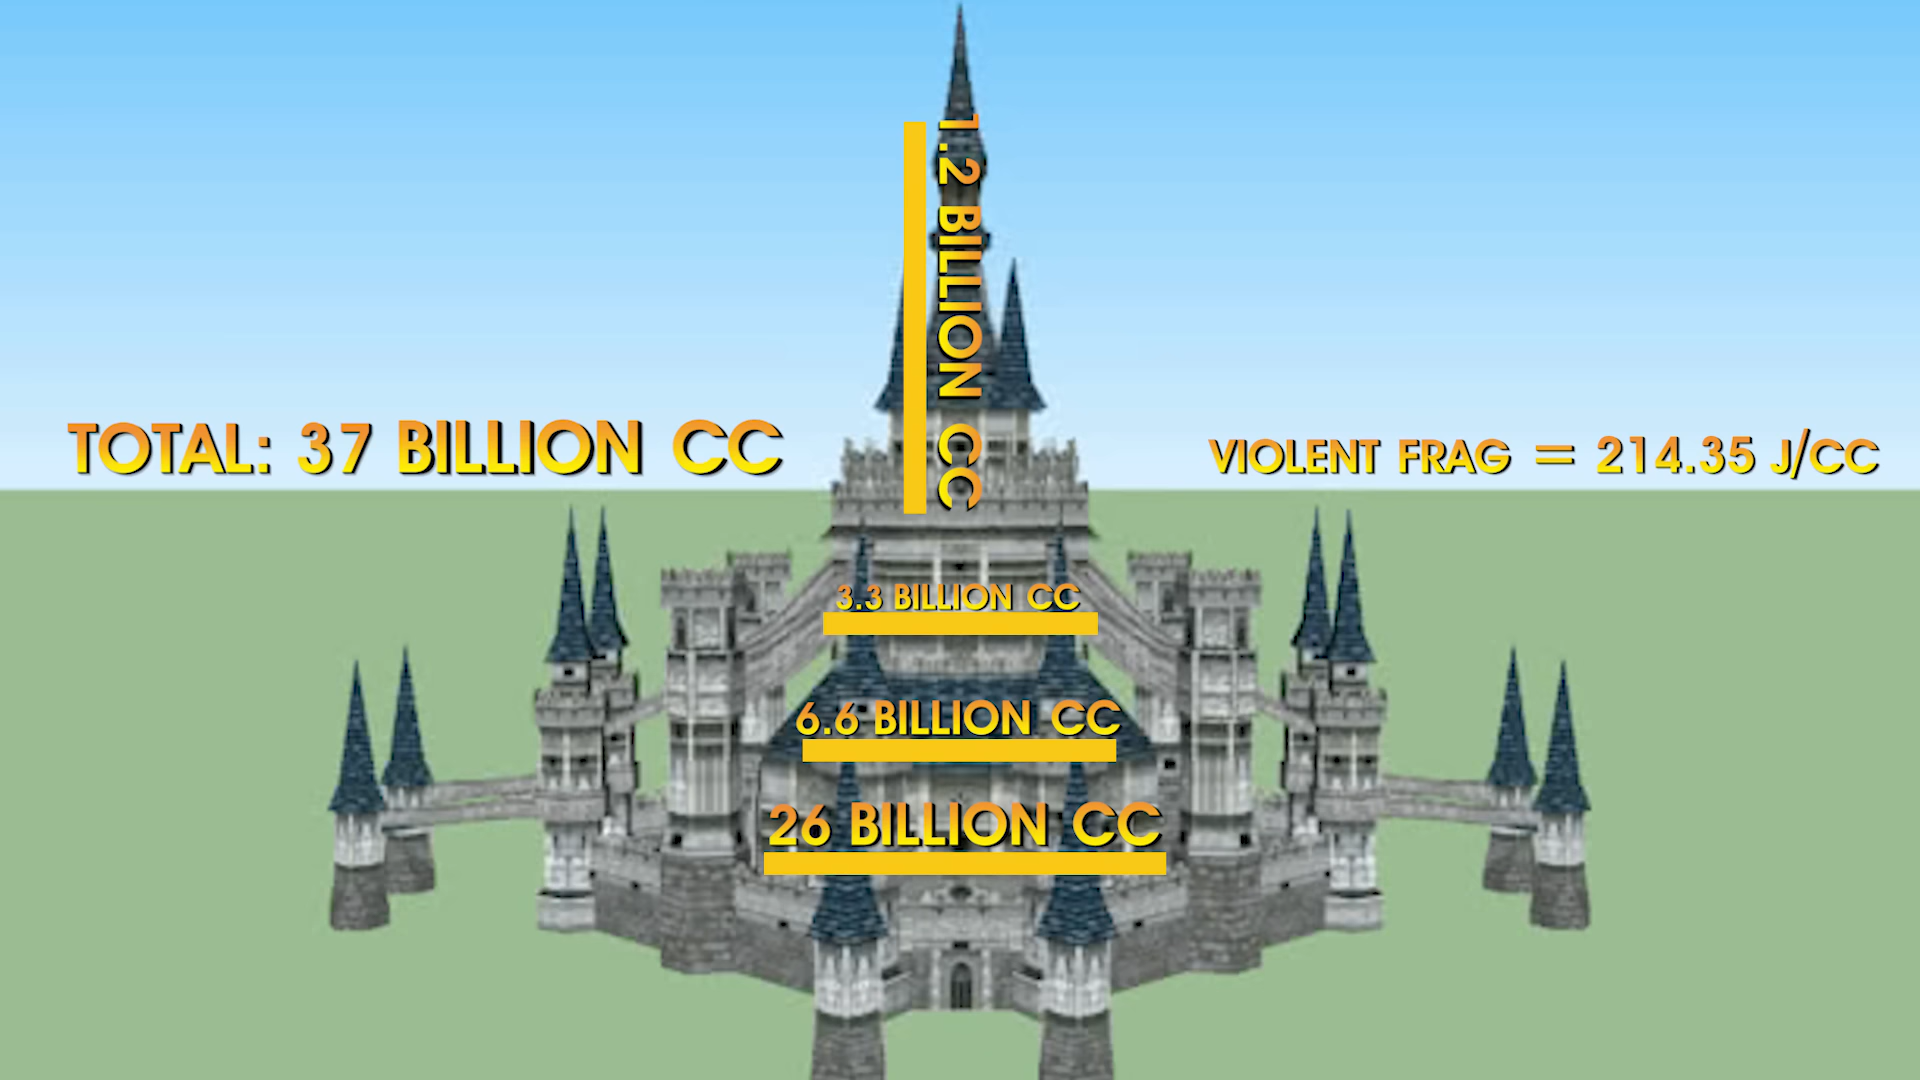 1.2 BILLION CC
TOTAL: 37 BILLION CC
VIOLENT FRAG = 214.35 J/CC
3.3 BILLION CC
6.6 BILLION CC
26 BILLION CC